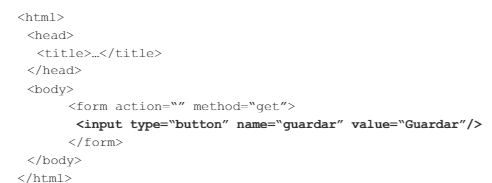 <html>
<head>
<title>…</title>
</head>
<body>
<form action=“” method=“get”>
<input type=“button” name=“guardar” value=“Guardar”/>
</form>
</body>
</html>